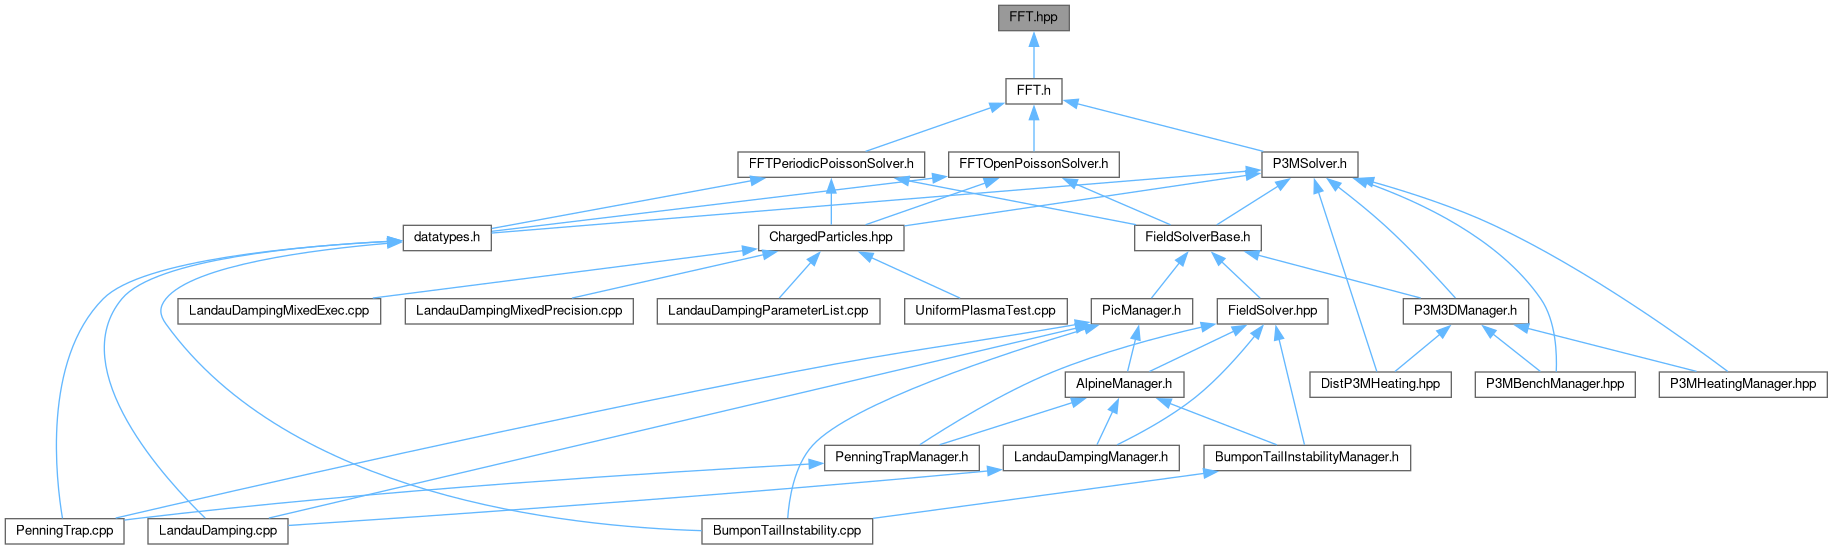 FFT.hpp
FFT.h
FFTPeriodicPoissonSolver.h
FFTOpenPoissonSolver.h
P3MSolver.h
datatypes.h
ChargedParticles.hpp
FieldSolverBase.h
LandauDampingMixedExec.cpp
LandauDampingMixedPrecision.cpp
LandauDampingParameterList.cpp
UniformPlasmaTest.cpp
PicManager.h
FieldSolver.hpp
P3M3DManager.h
AlpineManager.h
DistP3MHeating.hpp
P3MBenchManager.hpp
P3MHeatingManager.hpp
PenningTrapManager.h
LandauDampingManager.h
BumponTailInstabilityManager.h
PenningTrap.cpp
LandauDamping.cpp
BumponTailInstability.cpp